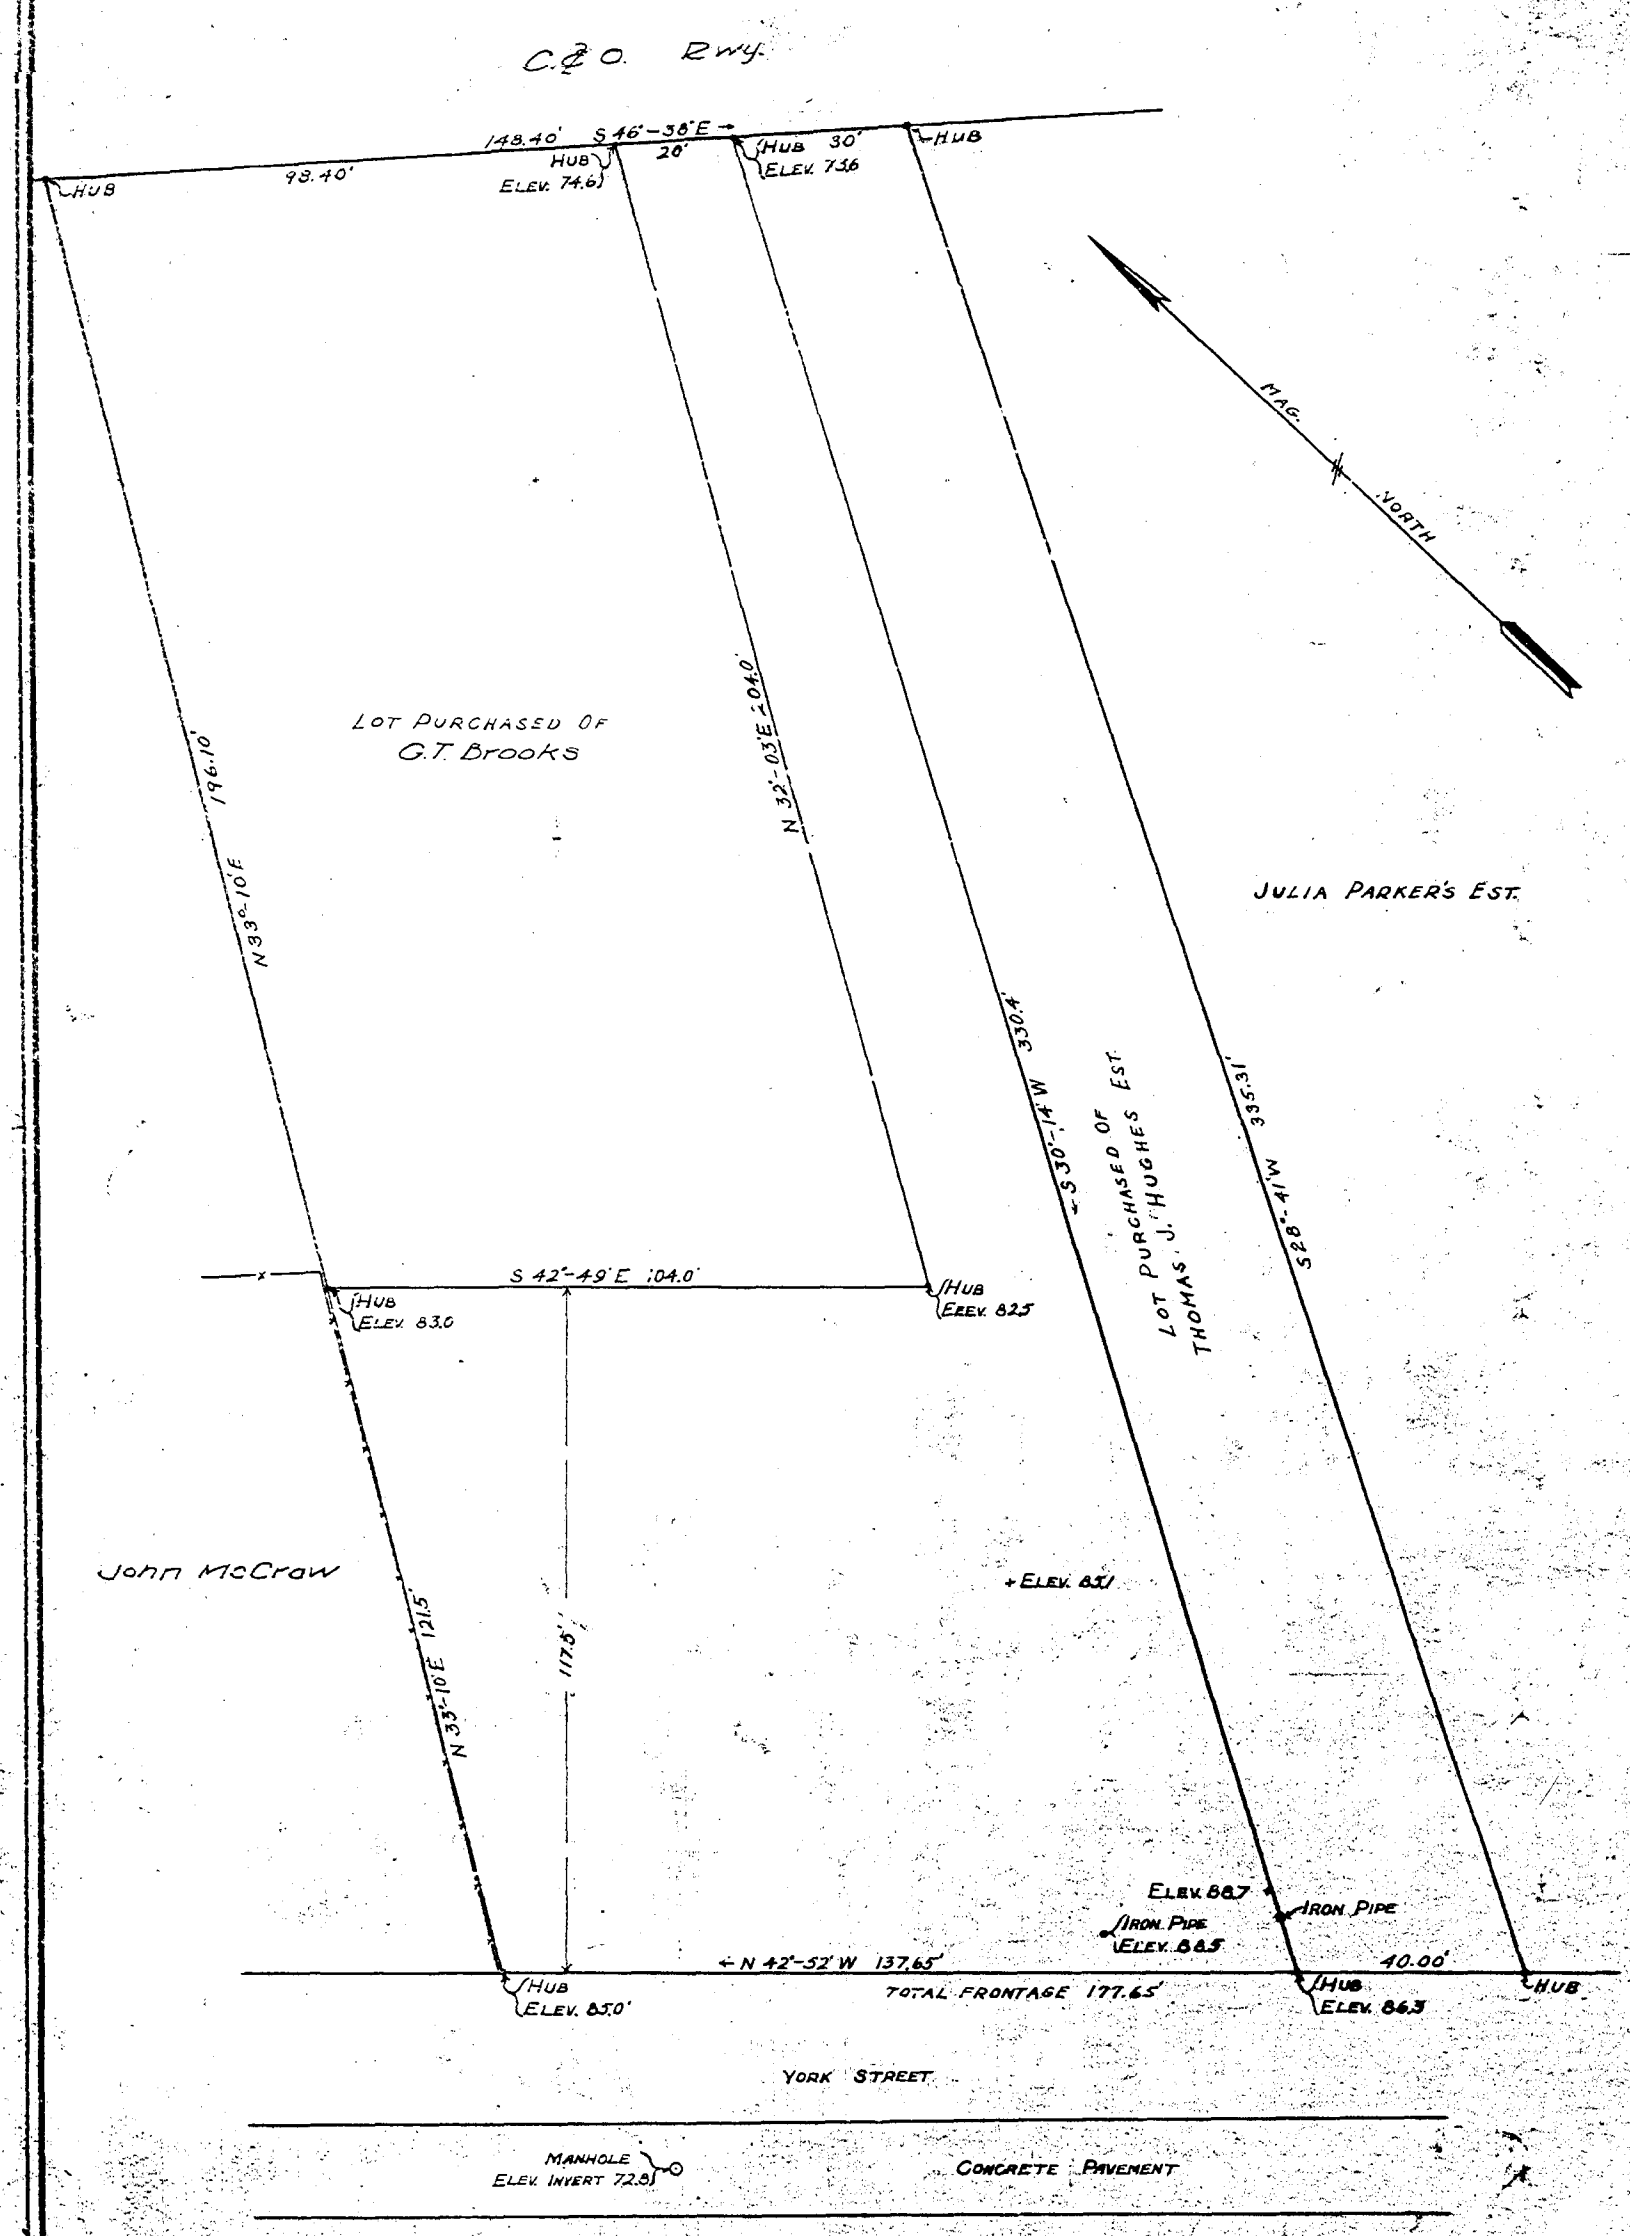 C. & O. Rwy.
148.40' S 46°-38' E →
98.40'
20'
30'
HUB
HUB
ELEV. 74.6
HUB
ELEV. 73.6
HUB
MAG. NORTH
LOT PURCHASED OF
G.T. Brooks
N 33°-10' E 196.10'
N 32°-03' E 204.0'
JULIA PARKER'S EST.
← S 30°-14' W 330.4'
LOT PURCHASED OF
THOMAS J. HUGHES EST.
S 28°-41' W 335.31'
S 42°-49' E 104.0'
HUB
ELEV. 83.0
HUB
ELEV. 82.5
John McCraw
N 33°-10' E 121.5'
117.5'
+ ELEV. 85.1
ELEV. 88.7
IRON PIPE
IRON PIPE
ELEV. 88.5
← N 42°-52' W 137.65'
40.00'
TOTAL FRONTAGE 177.65'
HUB
ELEV. 85.0'
HUB
ELEV. 86.3
HUB
YORK STREET
MANHOLE
ELEV. INVERT 72.8
CONCRETE PAVEMENT